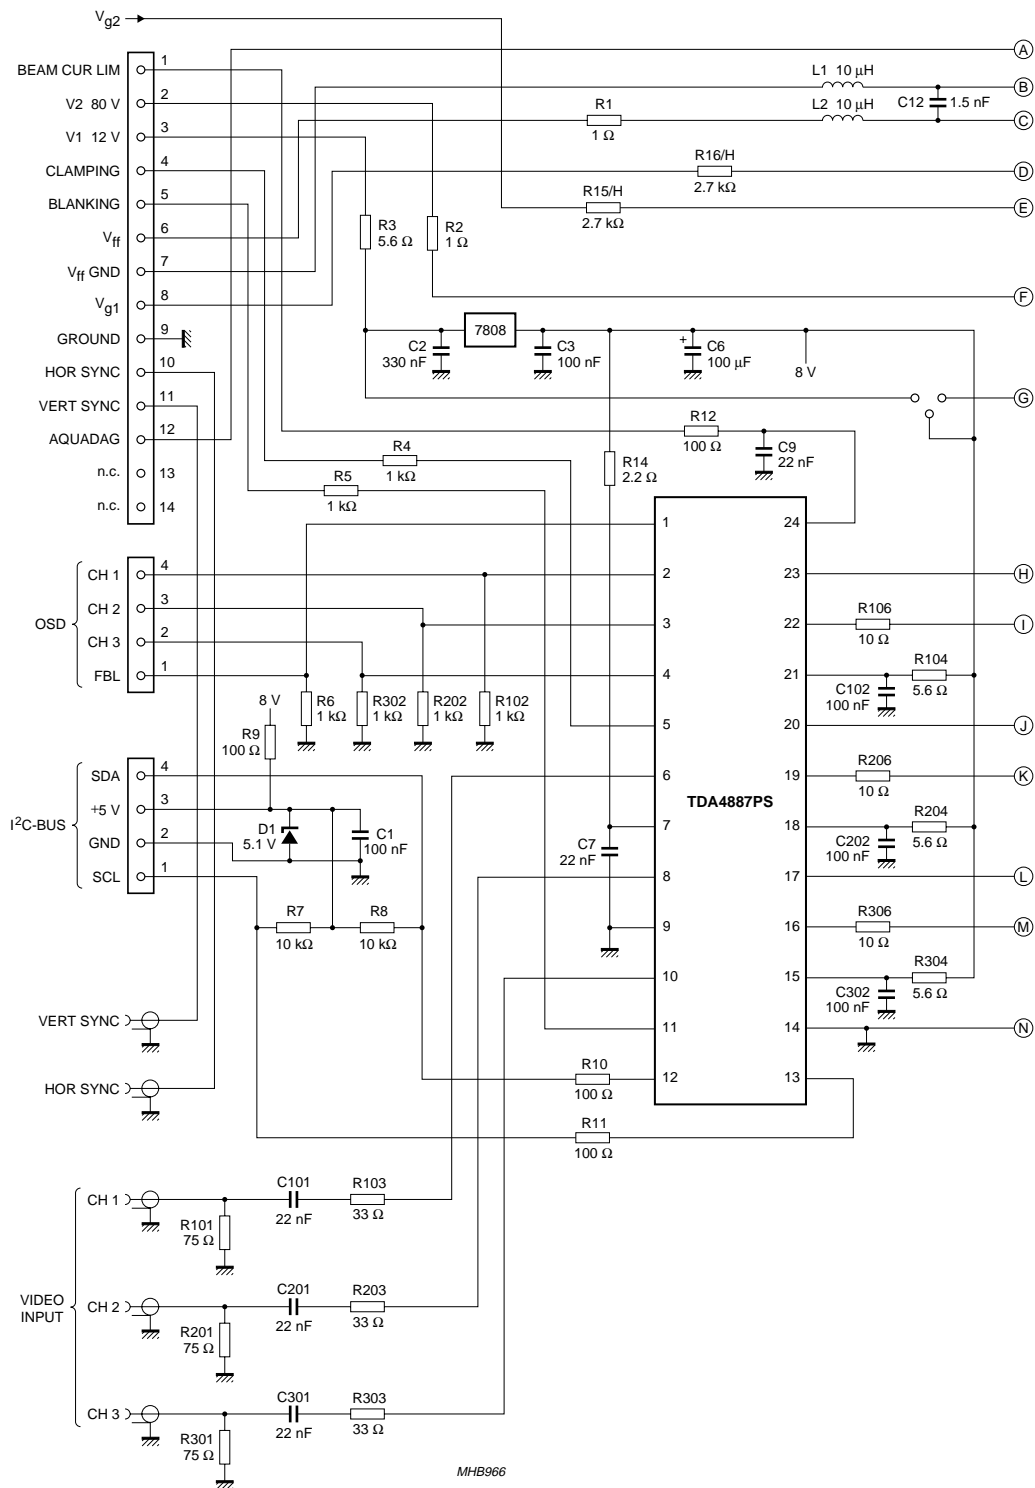 Vg2
BEAM CUR LIM 1
V2 80 V 2
V1 12 V 3
CLAMPING 4
BLANKING 5
Vff 6
Vff GND 7
Vg1 8
GROUND 9
HOR SYNC 10
VERT SYNC 11
AQUADAG 12
n.c. 13
n.c. 14
A
L1 10 μH
B
L2 10 μH
C12 1.5 nF
R1
1 Ω
C
R16/H
2.7 kΩ
D
R15/H
2.7 kΩ
E
R3
5.6 Ω
R2
1 Ω
F
7808
C2
330 nF
C3
100 nF
+
C6
100 μF
8 V
G
R12
100 Ω
C9
22 nF
R4
1 kΩ
R5
1 kΩ
R14
2.2 Ω
OSD
CH 1 4
CH 2 3
CH 3 2
FBL 1
R6
1 kΩ
R302
1 kΩ
R202
1 kΩ
R102
1 kΩ
8 V
R9
100 Ω
I2C-BUS
SDA 4
+5 V 3
GND 2
SCL 1
D1
5.1 V
C1
100 nF
R7
10 kΩ
R8
10 kΩ
C7
22 nF
TDA4887PS
1 24
2 23
3 22
4 21
5 20
6 19
7 18
8 17
9 16
10 15
11 14
12 13
H
R106
10 Ω
I
R104
5.6 Ω
C102
100 nF
J
R206
10 Ω
K
R204
5.6 Ω
C202
100 nF
L
R306
10 Ω
M
R304
5.6 Ω
C302
100 nF
N
VERT SYNC
HOR SYNC
R10
100 Ω
R11
100 Ω
VIDEO
INPUT
CH 1
R101
75 Ω
C101
22 nF
R103
33 Ω
CH 2
R201
75 Ω
C201
22 nF
R203
33 Ω
CH 3
R301
75 Ω
C301
22 nF
R303
33 Ω
MHB966